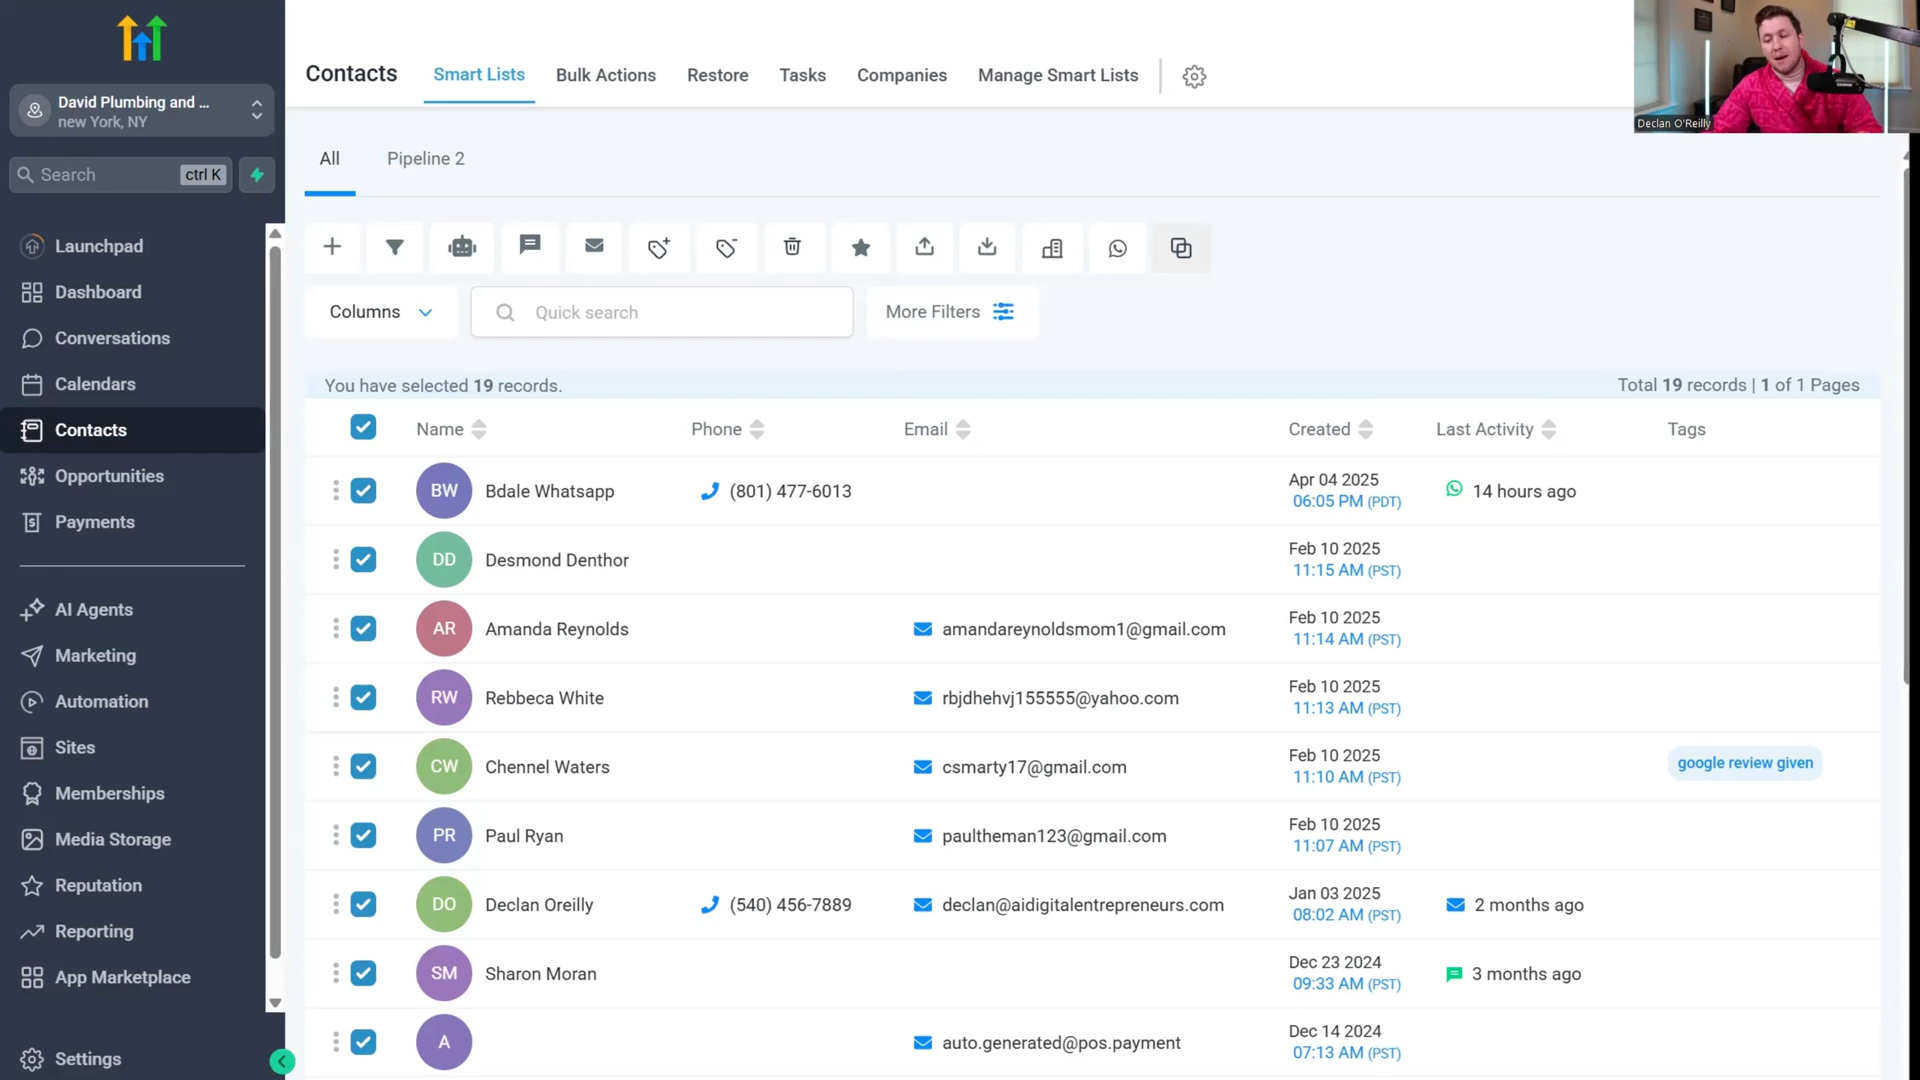 David Plumbing and ...
new York, NY
Search
ctrl K
Launchpad
Dashboard
Conversations
Calendars
Contacts
Opportunities
Payments
AI Agents
Marketing
Automation
Sites
Memberships
Media Storage
Reputation
Reporting
App Marketplace
Settings
Contacts Smart Lists Bulk Actions Restore Tasks Companies Manage Smart Lists
Declan O'Reilly
All Pipeline 2
Columns Quick search More Filters
You have selected 19 records. Total 19 records | 1 of 1 Pages
Name Phone Email Created Last Activity Tags
BW Bdale Whatsapp (801) 477-6013 Apr 04 2025 14 hours ago
06:05 PM (PDT)
DD Desmond Denthor Feb 10 2025
11:15 AM (PST)
AR Amanda Reynolds amandareynoldsmom1@gmail.com Feb 10 2025
11:14 AM (PST)
RW Rebbeca White rbjdhehvj155555@yahoo.com Feb 10 2025
11:13 AM (PST)
CW Chennel Waters csmarty17@gmail.com Feb 10 2025 google review given
11:10 AM (PST)
PR Paul Ryan paultheman123@gmail.com Feb 10 2025
11:07 AM (PST)
DO Declan Oreilly (540) 456-7889 declan@aidigitalentrepreneurs.com Jan 03 2025 2 months ago
08:02 AM (PST)
SM Sharon Moran Dec 23 2024 3 months ago
09:33 AM (PST)
A auto.generated@pos.payment Dec 14 2024
07:13 AM (PST)